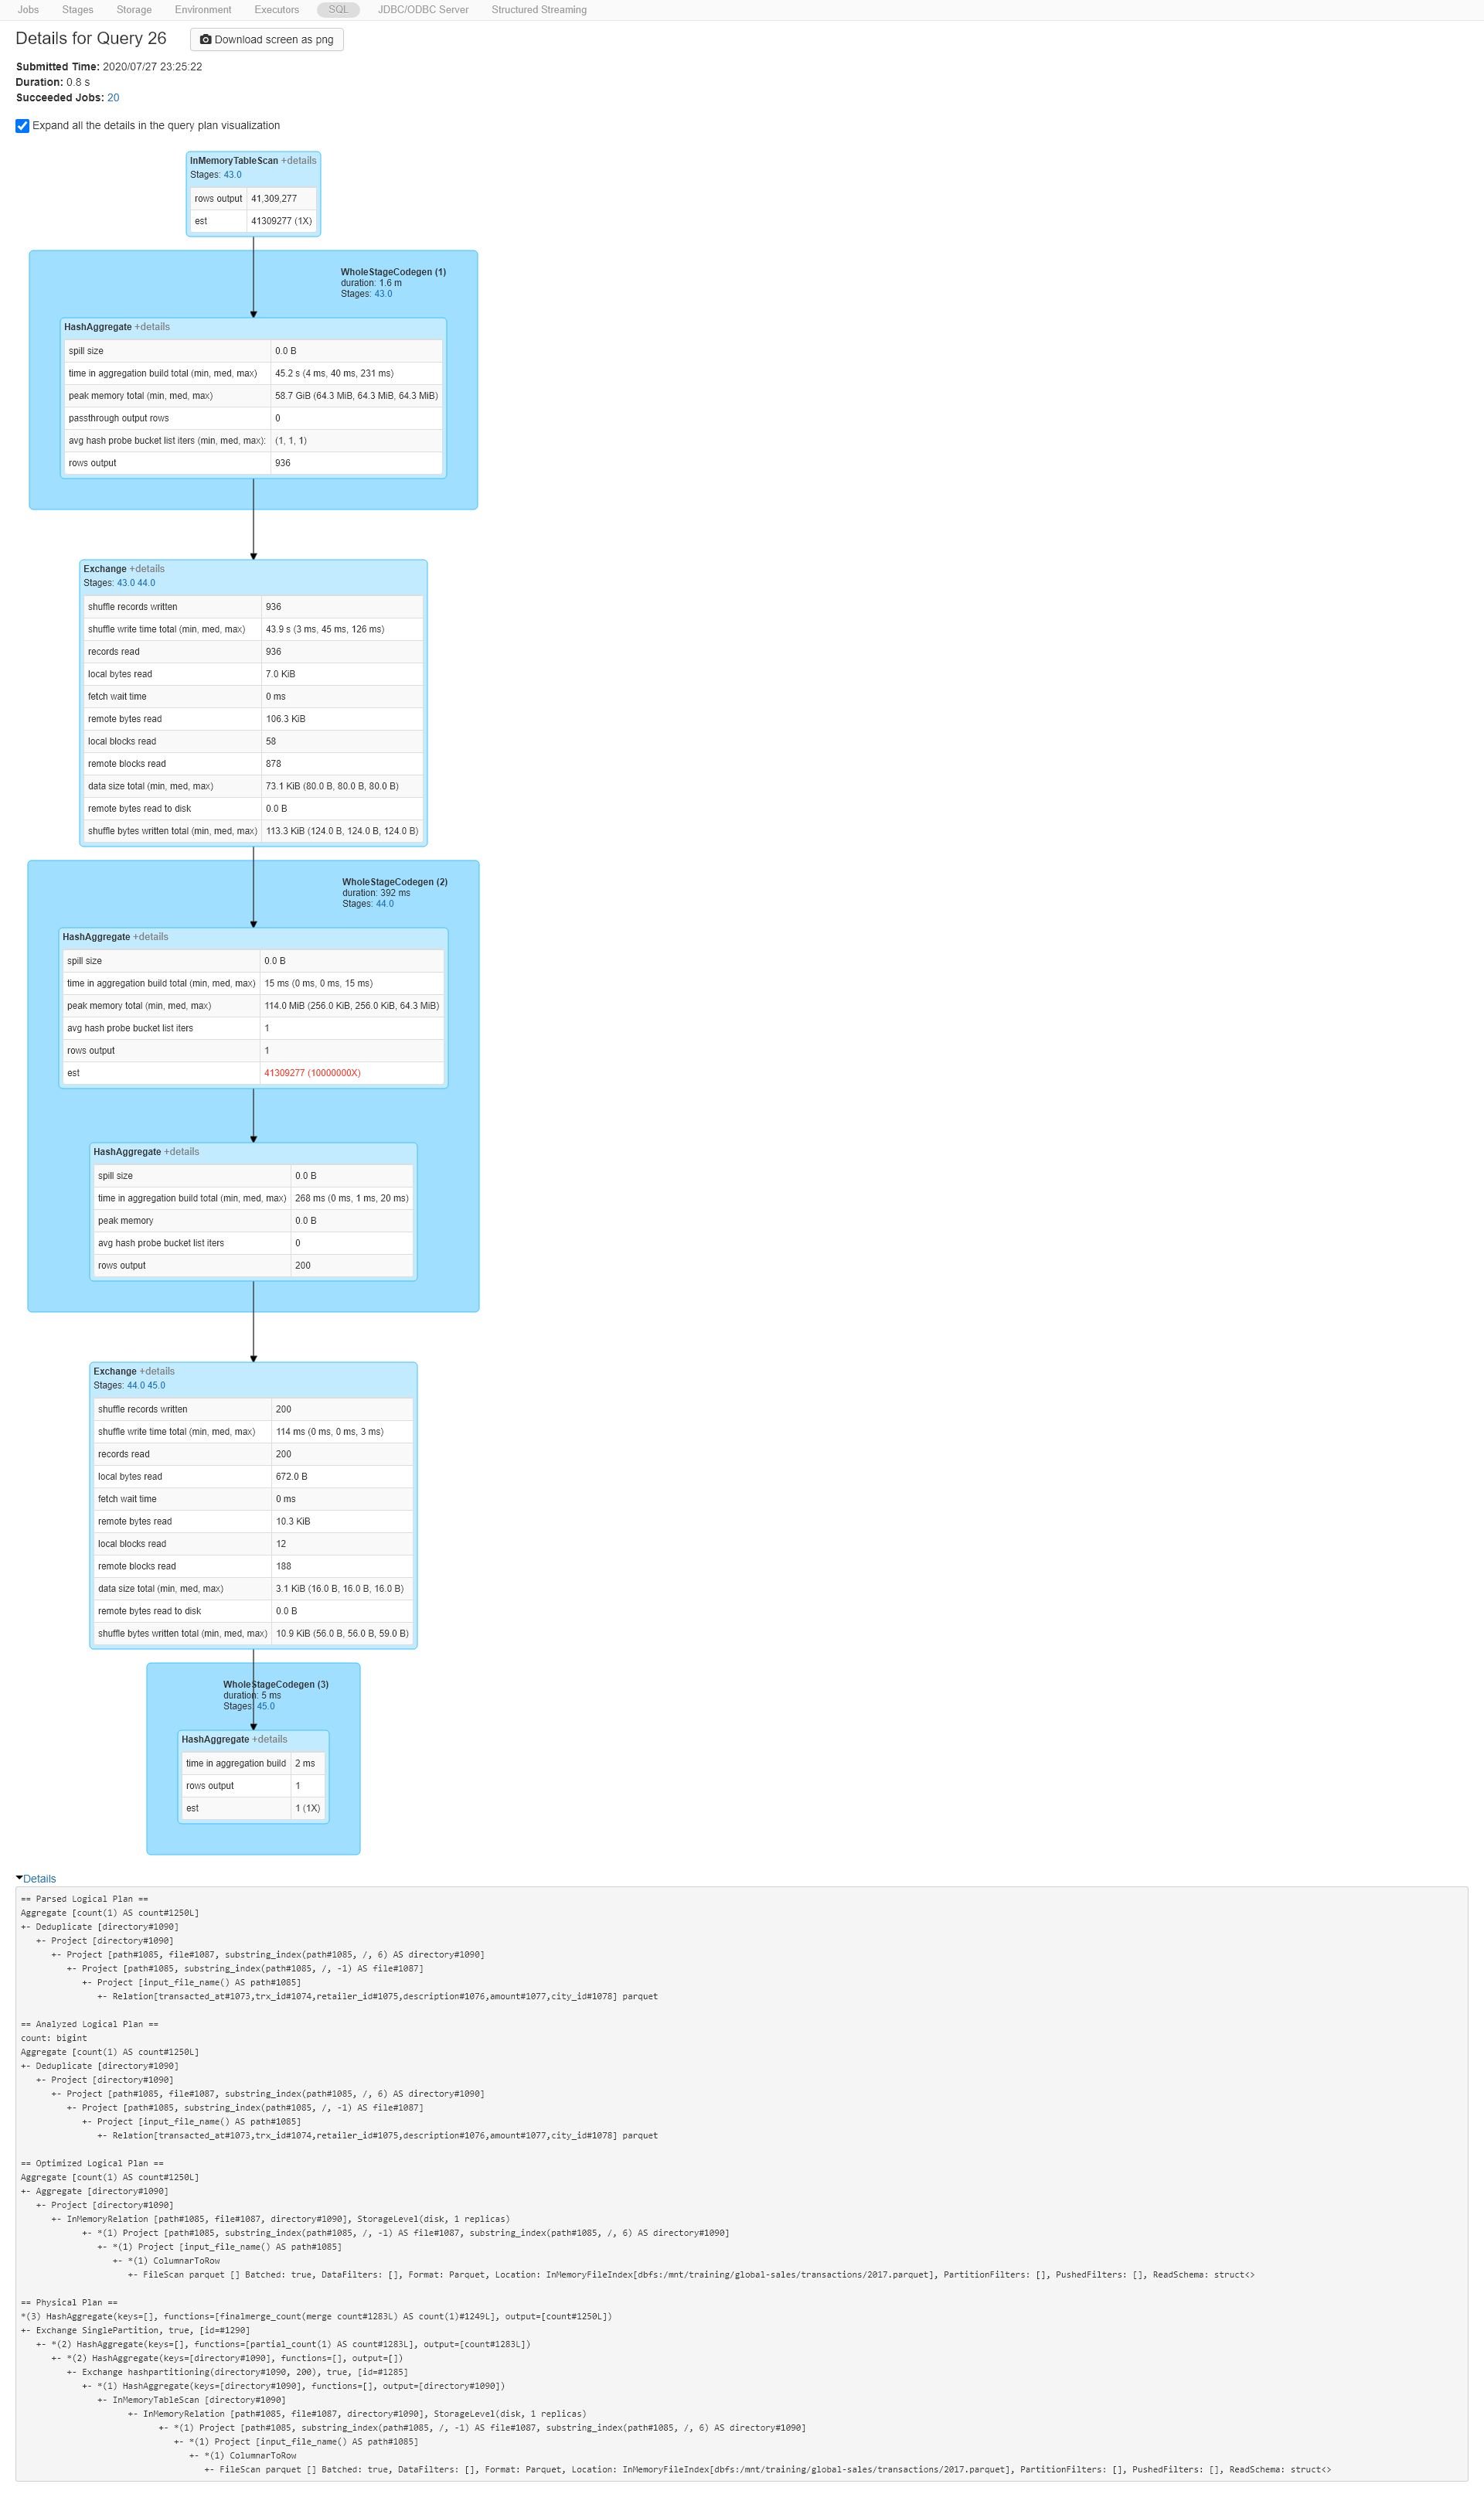 Jobs Stages Storage Environment Executors SQL JDBC/ODBC Server Structured Streaming
Details for Query 26 Download screen as png
Submitted Time: 2020/07/27 23:25:22
Duration: 0.8 s
Succeeded Jobs: 20
Expand all the details in the query plan visualization
InMemoryTableScan +details
Stages: 43.0
rows output 41,309,277
est 41309277 (1X)
WholeStageCodegen (1)
duration: 1.6 m
Stages: 43.0
HashAggregate +details
spill size 0.0 B
time in aggregation build total (min, med, max) 45.2 s (4 ms, 40 ms, 231 ms)
peak memory total (min, med, max) 58.7 GiB (64.3 MiB, 64.3 MiB, 64.3 MiB)
passthrough output rows 0
avg hash probe bucket list iters (min, med, max): (1, 1, 1)
rows output 936
Exchange +details
Stages: 43.0 44.0
shuffle records written 936
shuffle write time total (min, med, max) 43.9 s (3 ms, 45 ms, 126 ms)
records read 936
local bytes read 7.0 KiB
fetch wait time 0 ms
remote bytes read 106.3 KiB
local blocks read 58
remote blocks read 878
data size total (min, med, max) 73.1 KiB (80.0 B, 80.0 B, 80.0 B)
remote bytes read to disk 0.0 B
shuffle bytes written total (min, med, max) 113.3 KiB (124.0 B, 124.0 B, 124.0 B)
WholeStageCodegen (2)
duration: 392 ms
Stages: 44.0
HashAggregate +details
spill size 0.0 B
time in aggregation build total (min, med, max) 15 ms (0 ms, 0 ms, 15 ms)
peak memory total (min, med, max) 114.0 MiB (256.0 KiB, 256.0 KiB, 64.3 MiB)
avg hash probe bucket list iters 1
rows output 1
est 41309277 (10000000X)
HashAggregate +details
spill size 0.0 B
time in aggregation build total (min, med, max) 268 ms (0 ms, 1 ms, 20 ms)
peak memory 0.0 B
avg hash probe bucket list iters 0
rows output 200
Exchange +details
Stages: 44.0 45.0
shuffle records written 200
shuffle write time total (min, med, max) 114 ms (0 ms, 0 ms, 3 ms)
records read 200
local bytes read 672.0 B
fetch wait time 0 ms
remote bytes read 10.3 KiB
local blocks read 12
remote blocks read 188
data size total (min, med, max) 3.1 KiB (16.0 B, 16.0 B, 16.0 B)
remote bytes read to disk 0.0 B
shuffle bytes written total (min, med, max) 10.9 KiB (56.0 B, 56.0 B, 59.0 B)
WholeStageCodegen (3)
duration: 5 ms
Stages: 45.0
HashAggregate +details
time in aggregation build 2 ms
rows output 1
est 1 (1X)
Details
== Parsed Logical Plan ==
Aggregate [count(1) AS count#1250L]
+- Deduplicate [directory#1090]
   +- Project [directory#1090]
      +- Project [path#1085, file#1087, substring_index(path#1085, /, 6) AS directory#1090]
         +- Project [path#1085, substring_index(path#1085, /, -1) AS file#1087]
            +- Project [input_file_name() AS path#1085]
               +- Relation[transacted_at#1073,trx_id#1074,retailer_id#1075,description#1076,amount#1077,city_id#1078] parquet
== Analyzed Logical Plan ==
count: bigint
Aggregate [count(1) AS count#1250L]
+- Deduplicate [directory#1090]
   +- Project [directory#1090]
      +- Project [path#1085, file#1087, substring_index(path#1085, /, 6) AS directory#1090]
         +- Project [path#1085, substring_index(path#1085, /, -1) AS file#1087]
            +- Project [input_file_name() AS path#1085]
               +- Relation[transacted_at#1073,trx_id#1074,retailer_id#1075,description#1076,amount#1077,city_id#1078] parquet
== Optimized Logical Plan ==
Aggregate [count(1) AS count#1250L]
+- Aggregate [directory#1090]
   +- Project [directory#1090]
      +- InMemoryRelation [path#1085, file#1087, directory#1090], StorageLevel(disk, 1 replicas)
            +- *(1) Project [path#1085, substring_index(path#1085, /, -1) AS file#1087, substring_index(path#1085, /, 6) AS directory#1090]
               +- *(1) Project [input_file_name() AS path#1085]
                  +- *(1) ColumnarToRow
                     +- FileScan parquet [] Batched: true, DataFilters: [], Format: Parquet, Location: InMemoryFileIndex[dbfs:/mnt/training/global-sales/transactions/2017.parquet], PartitionFilters: [], PushedFilters: [], ReadSchema: struct<>
== Physical Plan ==
*(3) HashAggregate(keys=[], functions=[finalmerge_count(merge count#1283L) AS count(1)#1249L], output=[count#1250L])
+- Exchange SinglePartition, true, [id=#1290]
   +- *(2) HashAggregate(keys=[], functions=[partial_count(1) AS count#1283L], output=[count#1283L])
      +- *(2) HashAggregate(keys=[directory#1090], functions=[], output=[])
         +- Exchange hashpartitioning(directory#1090, 200), true, [id=#1285]
            +- *(1) HashAggregate(keys=[directory#1090], functions=[], output=[directory#1090])
               +- InMemoryTableScan [directory#1090]
                     +- InMemoryRelation [path#1085, file#1087, directory#1090], StorageLevel(disk, 1 replicas)
                           +- *(1) Project [path#1085, substring_index(path#1085, /, -1) AS file#1087, substring_index(path#1085, /, 6) AS directory#1090]
                              +- *(1) Project [input_file_name() AS path#1085]
                                 +- *(1) ColumnarToRow
                                    +- FileScan parquet [] Batched: true, DataFilters: [], Format: Parquet, Location: InMemoryFileIndex[dbfs:/mnt/training/global-sales/transactions/2017.parquet], PartitionFilters: [], PushedFilters: [], ReadSchema: struct<>